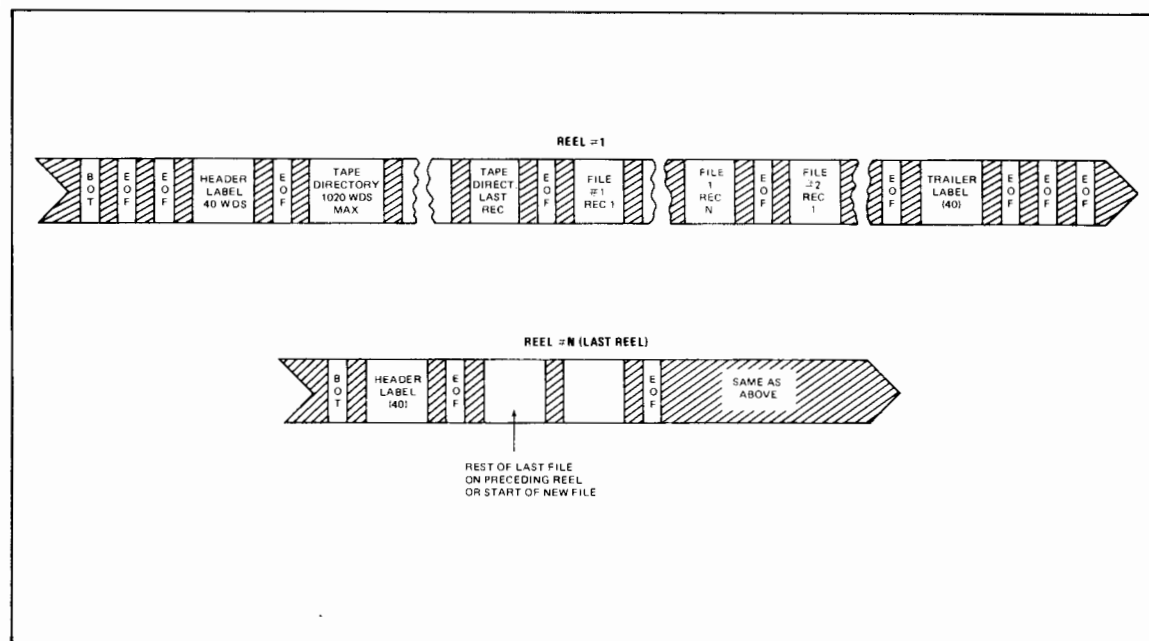 REEL #1
B
O
T
E
O
F
E
O
F
HEADER
LABEL
40 WDS
E
O
F
TAPE
DIRECTORY
1020 WDS
MAX
TAPE
DIRECT.
LAST
REC
E
O
F
FILE
#1
REC 1
FILE
1
REC
N
E
O
F
FILE
#2
REC
1
E
O
F
TRAILER
LABEL
(40)
E
O
F
E
O
F
E
O
F
REEL #N (LAST REEL)
B
O
T
HEADER
LABEL
(40)
E
O
F
E
O
F
SAME AS
ABOVE
REST OF LAST FILE
ON PRECEDING REEL
OR START OF NEW FILE